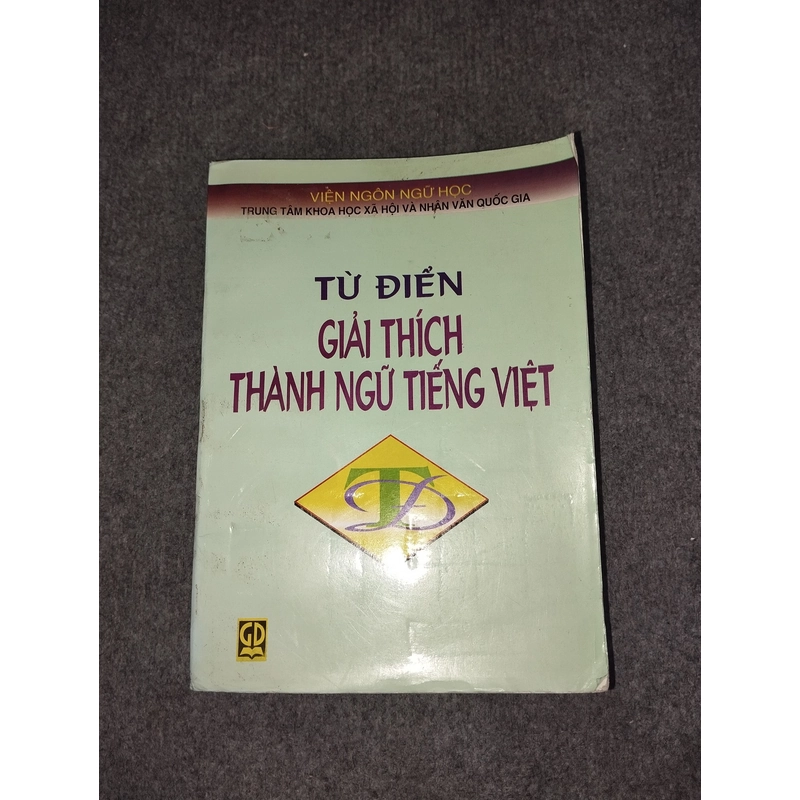 VIỆN NGÔN NGỮ HỌC
TRUNG TÂM KHOA HỌC XÃ HỘI VÀ NHÂN VĂN QUỐC GIA
TỪ ĐIỂN
GIẢI THÍCH
THÀNH NGỮ TIẾNG VIỆT
TĐ
GD